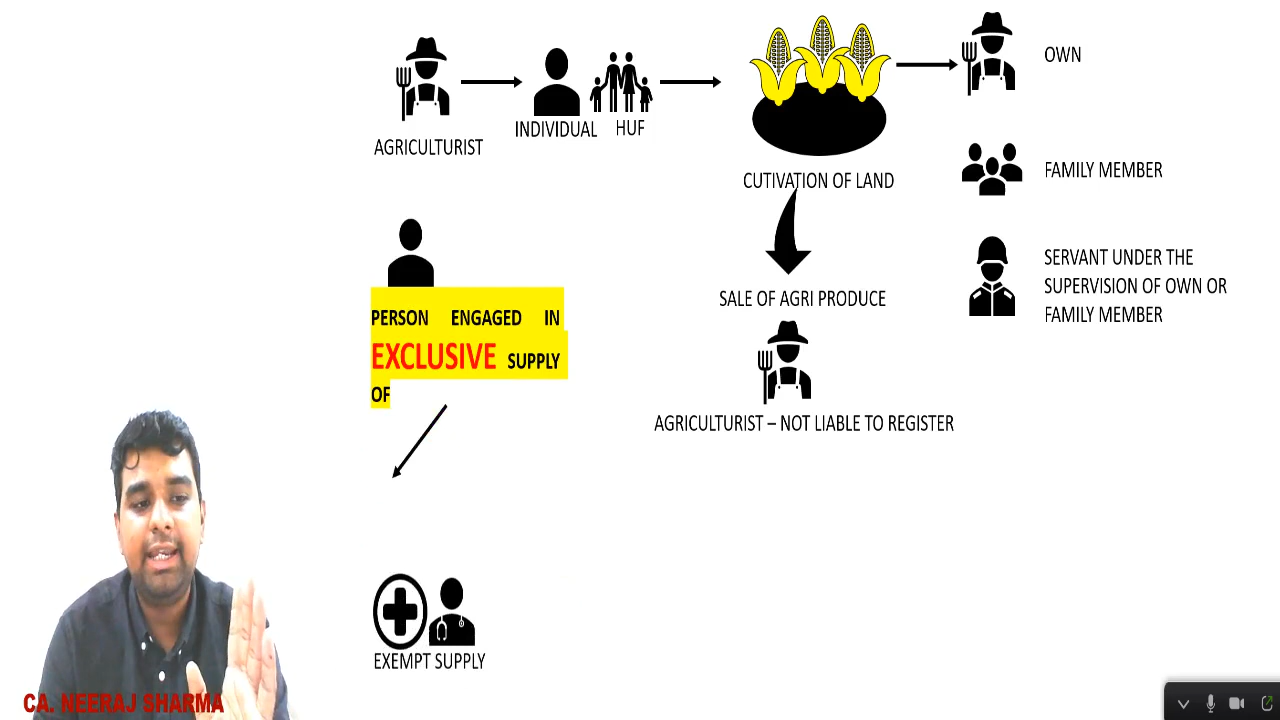 OWN
AGRICULTURIST
INDIVIDUAL
HUF
CUTIVATION OF LAND
FAMILY MEMBER
SERVANT UNDER THE
SUPERVISION OF OWN OR
FAMILY MEMBER
SALE OF AGRI PRODUCE
PERSON ENGAGED IN
EXCLUSIVE SUPPLY
OF
AGRICULTURIST – NOT LIABLE TO REGISTER
EXEMPT SUPPLY
CA. NEERAJ SHARMA